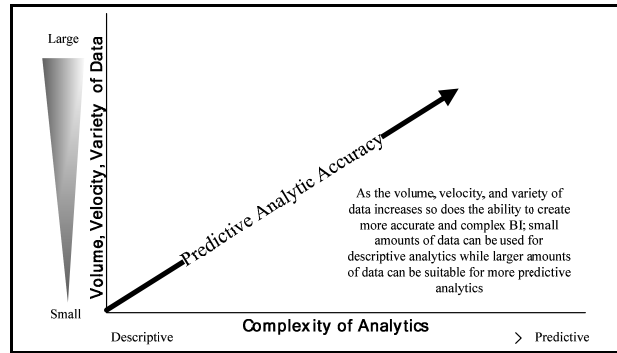 Large
Volume, Velocity, Variety of Data
Small
Predictive Analytic Accuracy
As the volume, velocity, and variety of
data increases so does the ability to create
more accurate and complex BI; small
amounts of data can be used for
descriptive analytics while larger amounts
of data can be suitable for more predictive
analytics
Complexity of Analytics
Descriptive > Predictive